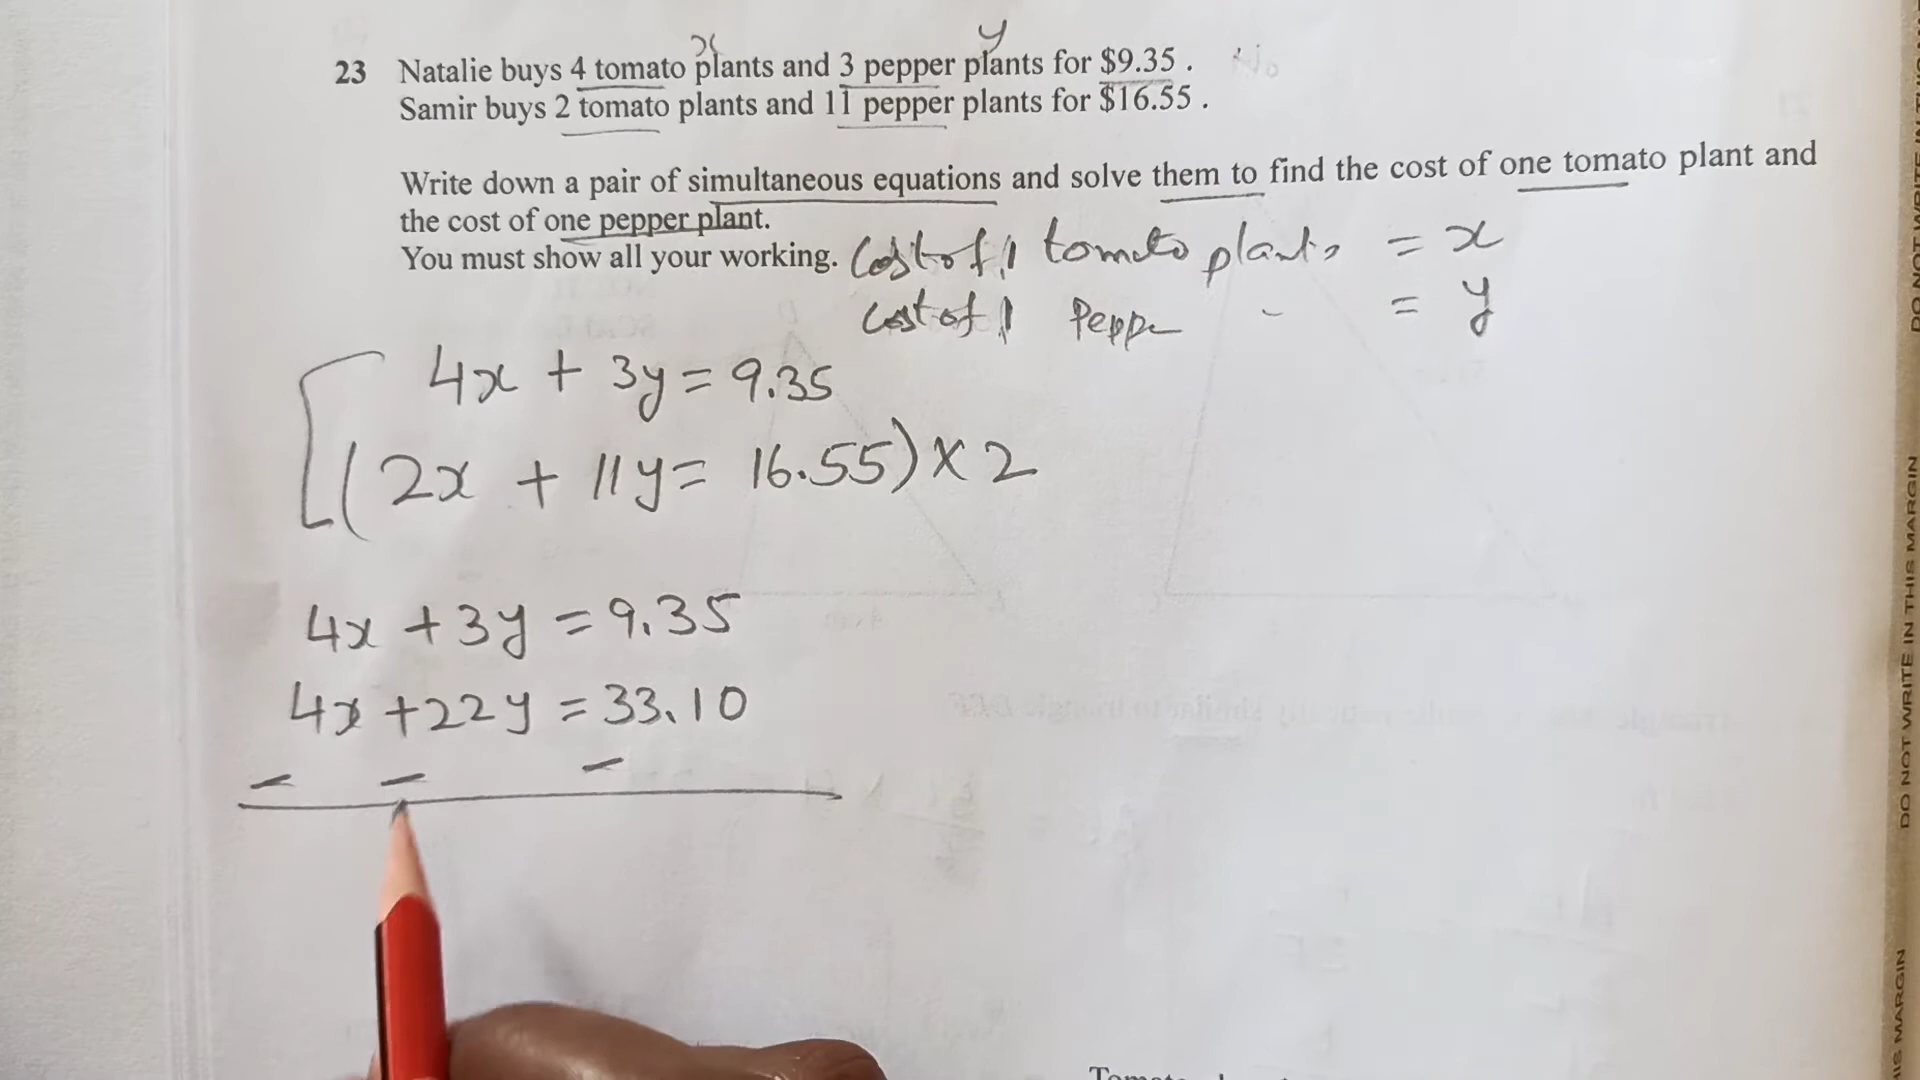 x y
23 Natalie buys 4 tomato plants and 3 pepper plants for $9.35 .
Samir buys 2 tomato plants and 11 pepper plants for $16.55 .
Write down a pair of simultaneous equations and solve them to find the cost of one tomato plant and
the cost of one pepper plant.
You must show all your working.
Cost of 1 tomato plants = x
Cost of 1 Peppe - = y
4x + 3y = 9.35
(2x + 11y = 16.55) × 2
4x + 3y = 9.35
4x + 22y = 33.10
- - -
DO NOT WRITE IN THIS MARGIN